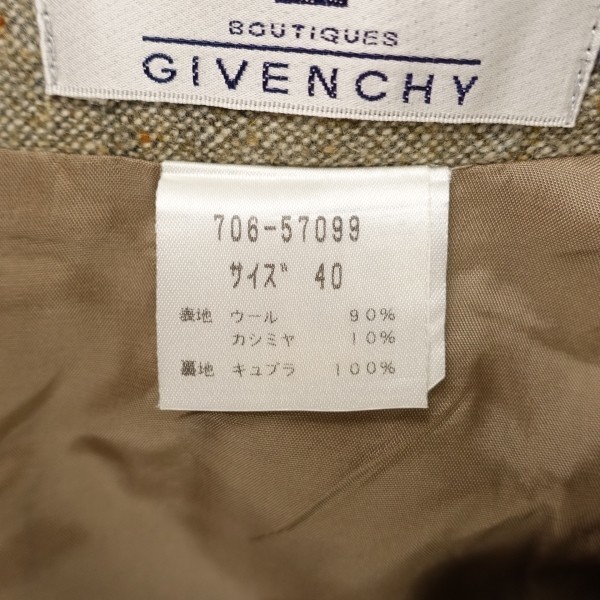 BOUTIQUES
GIVENCHY
706-57099
サイズ 40
表地 ウール 90%
カシミヤ 10%
裏地 キュプラ 100%